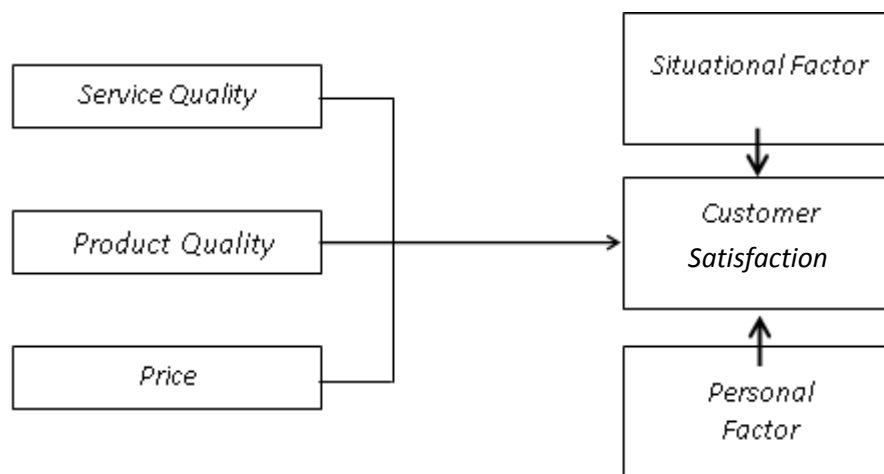 Service Quality
Product Quality
Price
Situational Factor
Customer
Satisfaction
Personal
Factor